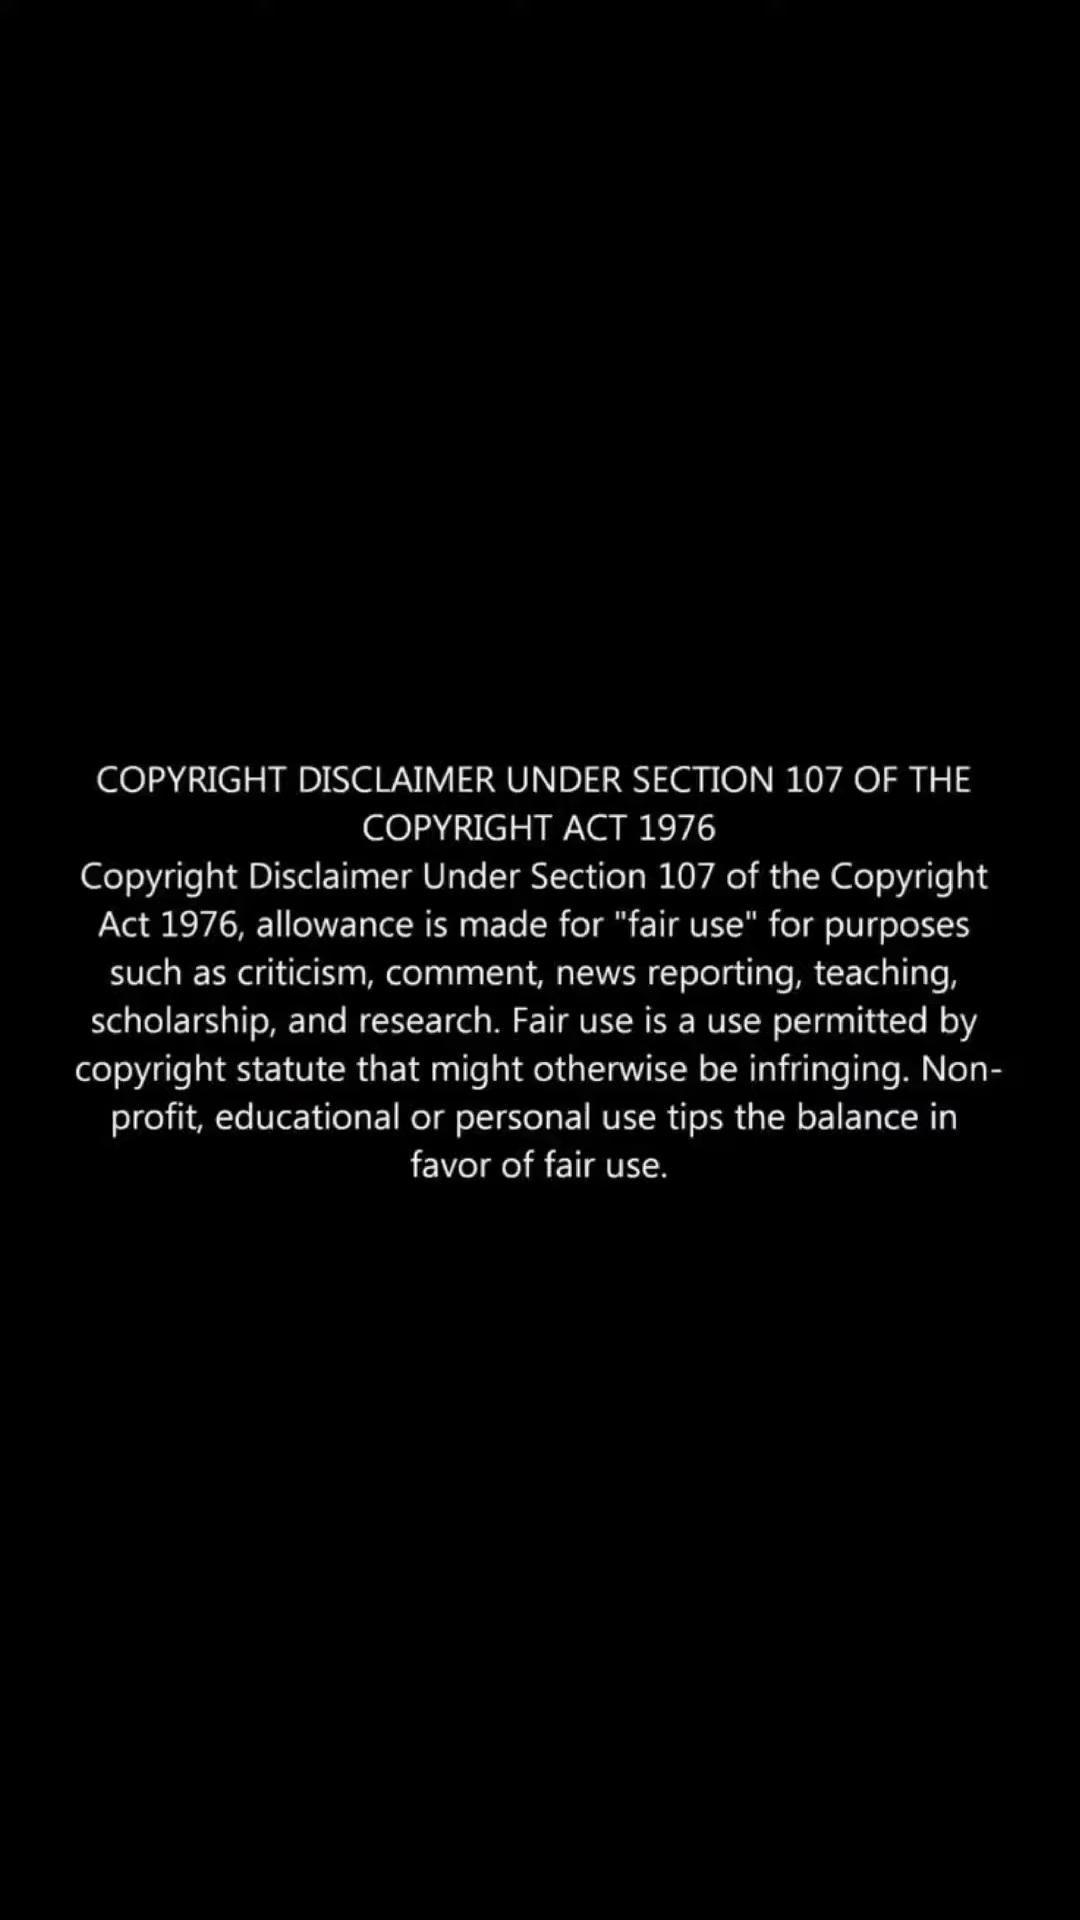 COPYRIGHT DISCLAIMER UNDER SECTION 107 OF THE
COPYRIGHT ACT 1976
Copyright Disclaimer Under Section 107 of the Copyright
Act 1976, allowance is made for "fair use" for purposes
such as criticism, comment, news reporting, teaching,
scholarship, and research. Fair use is a use permitted by
copyright statute that might otherwise be infringing. Non-
profit, educational or personal use tips the balance in
favor of fair use.